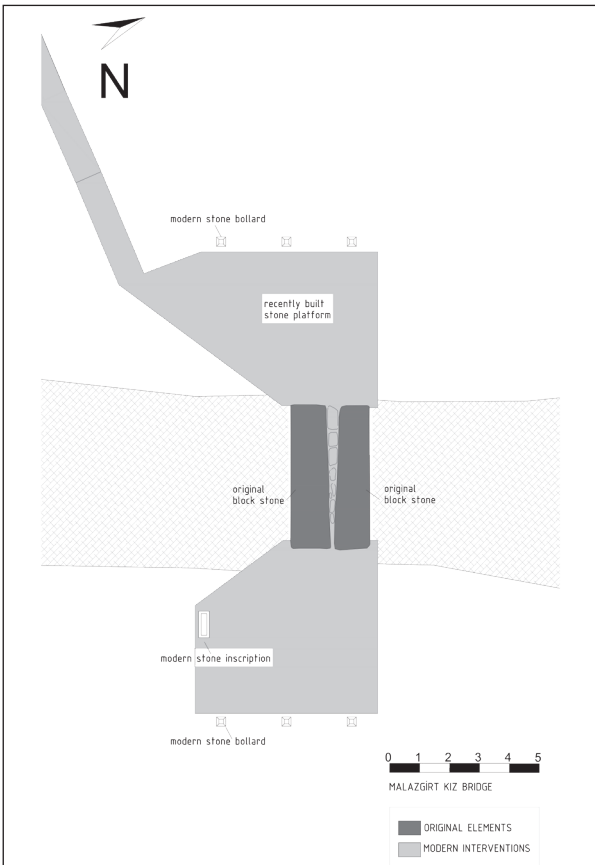 N
modern stone bollard
recently built
stone platform
original
block stone
original
block stone
modern stone inscription
modern stone bollard
0 1 2 3 4 5
MALAZGİRT KIZ BRIDGE
ORIGINAL ELEMENTS
MODERN INTERVENTIONS